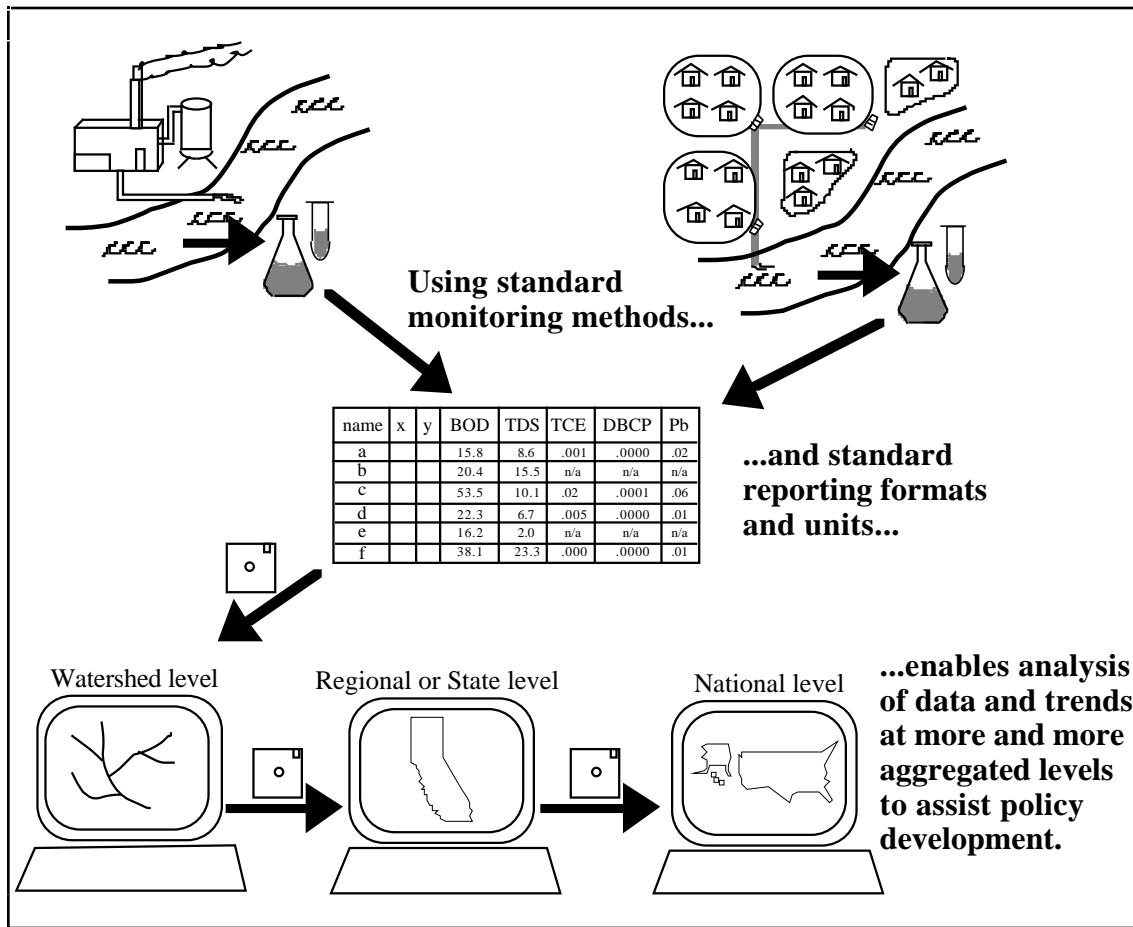 Using standard
monitoring methods...
name x y BOD TDS TCE DBCP Pb
a 15.8 8.6 .001 .0000 .02
b 20.4 15.5 n/a n/a n/a
c 53.5 10.1 .02 .0001 .06
d 22.3 6.7 .005 .0000 .01
e 16.2 2.0 n/a n/a n/a
f 38.1 23.3 .000 .0000 .01
...and standard
reporting formats
and units...
Watershed level
Regional or State level
National level
...enables analysis
of data and trends
at more and more
aggregated levels
to assist policy
development.